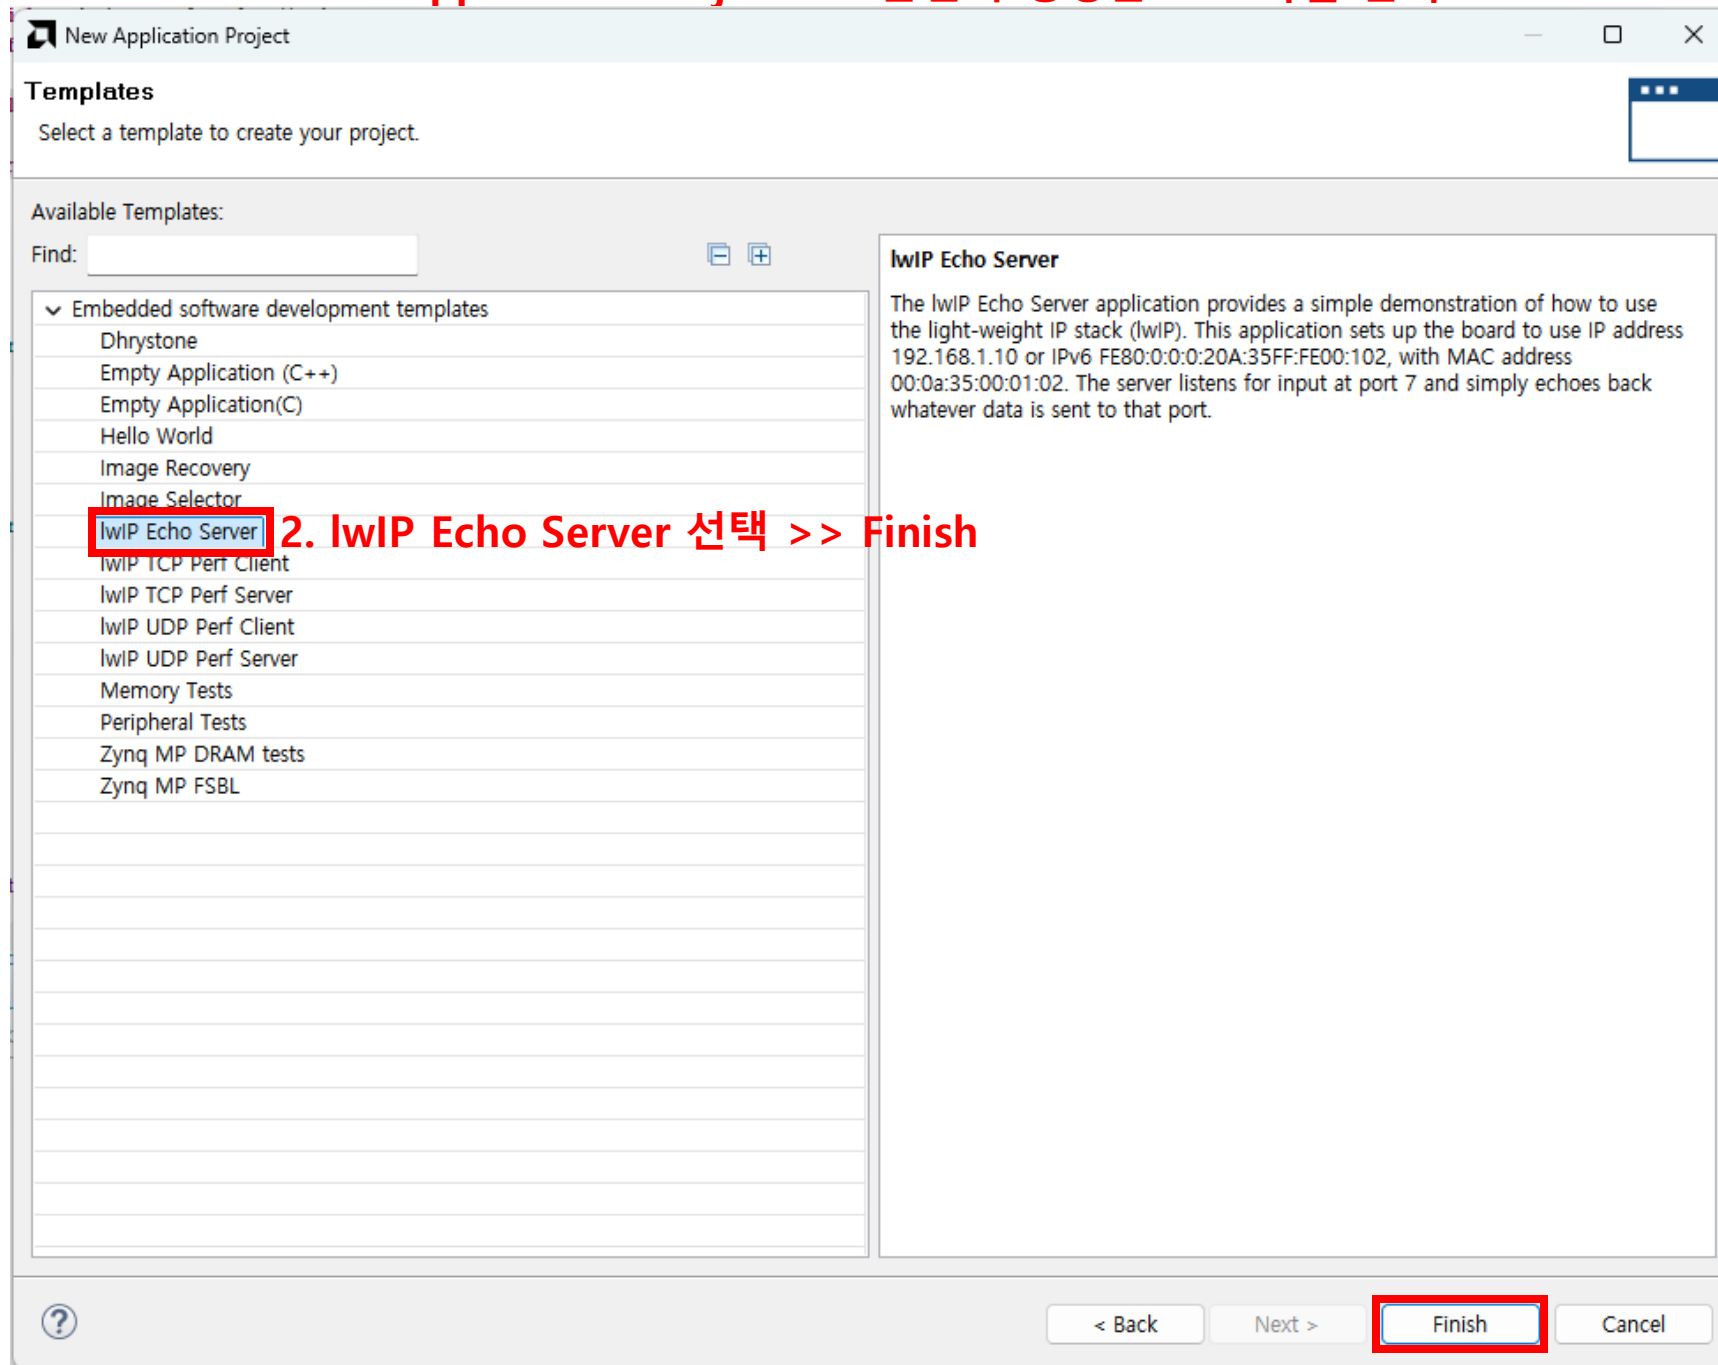 New Application Project
Templates
Select a template to create your project.
Available Templates:
Find:
Embedded software development templates
Dhrystone
Empty Application (C++)
Empty Application(C)
Hello World
Image Recovery
Image Selector
lwIP Echo Server
2. lwIP Echo Server 선택 >> Finish
lwIP TCP Perf Client
lwIP TCP Perf Server
lwIP UDP Perf Client
lwIP UDP Perf Server
Memory Tests
Peripheral Tests
Zynq MP DRAM tests
Zynq MP FSBL
lwIP Echo Server
The lwIP Echo Server application provides a simple demonstration of how to use
the light-weight IP stack (lwIP). This application sets up the board to use IP address
192.168.1.10 or IPv6 FE80:0:0:0:20A:35FF:FE00:102, with MAC address
00:0a:35:00:01:02. The server listens for input at port 7 and simply echoes back
whatever data is sent to that port.
< Back
Next >
Finish
Cancel